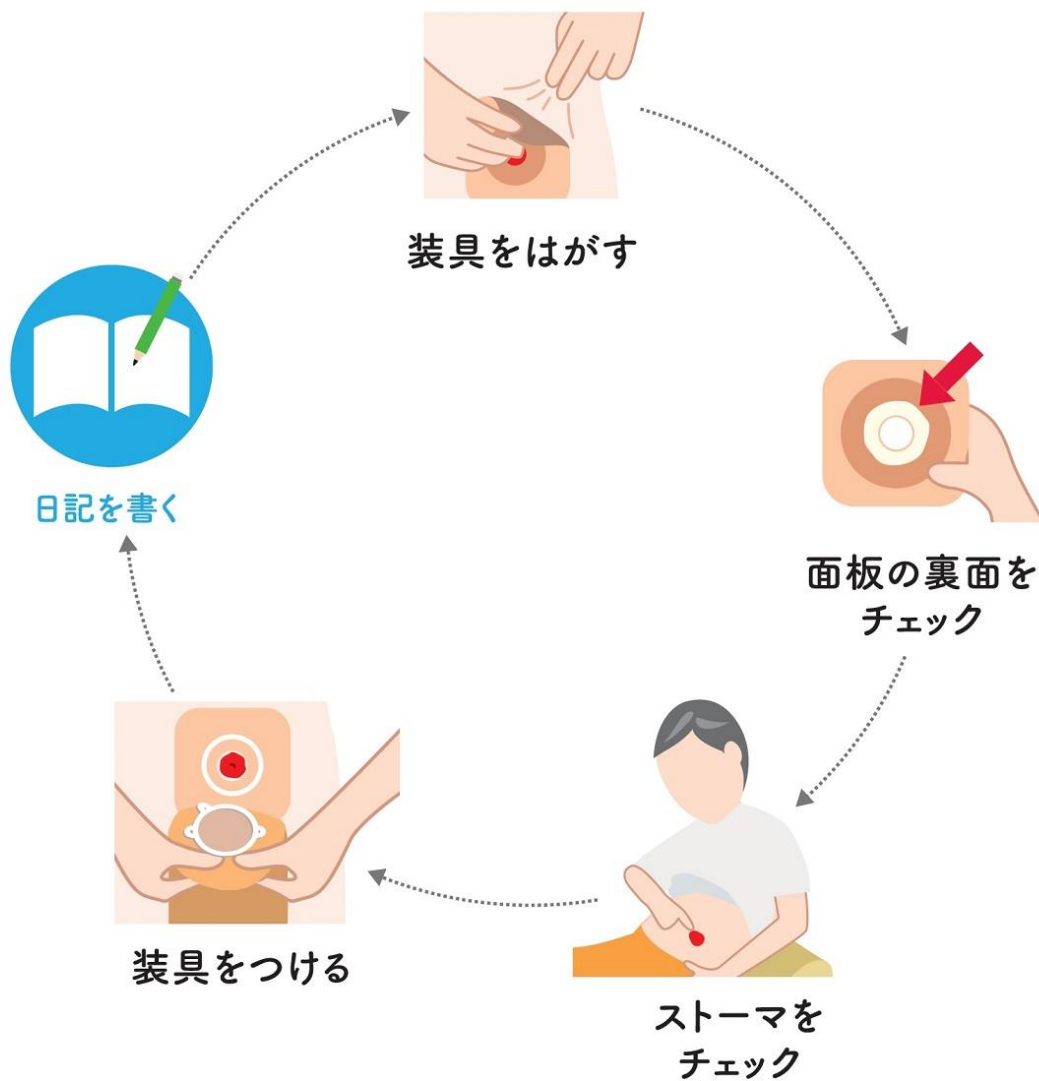 装具をはがす
面板の裏面を
チェック
ストーマを
チェック
装具をつける
日記を書く